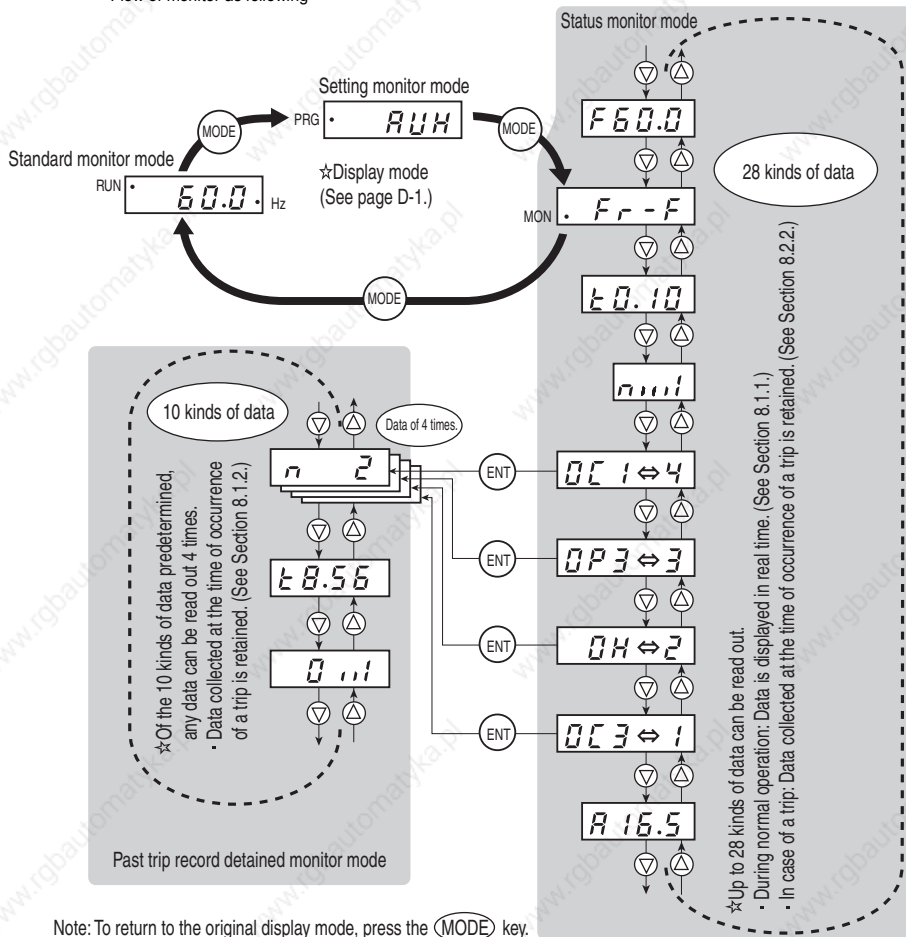 Flow of monitor as following
Status monitor mode
Setting monitor mode
PRG AUH
MODE
MODE
Standard monitor mode
RUN 60.0 Hz
☆Display mode
(See page D-1.)
MODE
F60.0
28 kinds of data
MON Fr-F
t0.10
10 kinds of data
Data of 4 times.
n 2
ENT
OC1⇔4
t8.56
ENT
OP3⇔3
ENT
OH⇔2
ENT
OC3⇔1
A16.5
☆Of the 10 kinds of data predetermined,
any data can be read out 4 times.
- Data collected at the time of occurrence
of a trip is retained. (See Section 8.1.2.)
☆Up to 28 kinds of data can be read out.
- During normal operation: Data is displayed in real time. (See Section 8.1.1.)
- In case of a trip: Data collected at the time of occurrence of a trip is retained. (See Section 8.2.2.)
Past trip record detained monitor mode
Note: To return to the original display mode, press the MODE key.
www.rgbautomatyka.pl